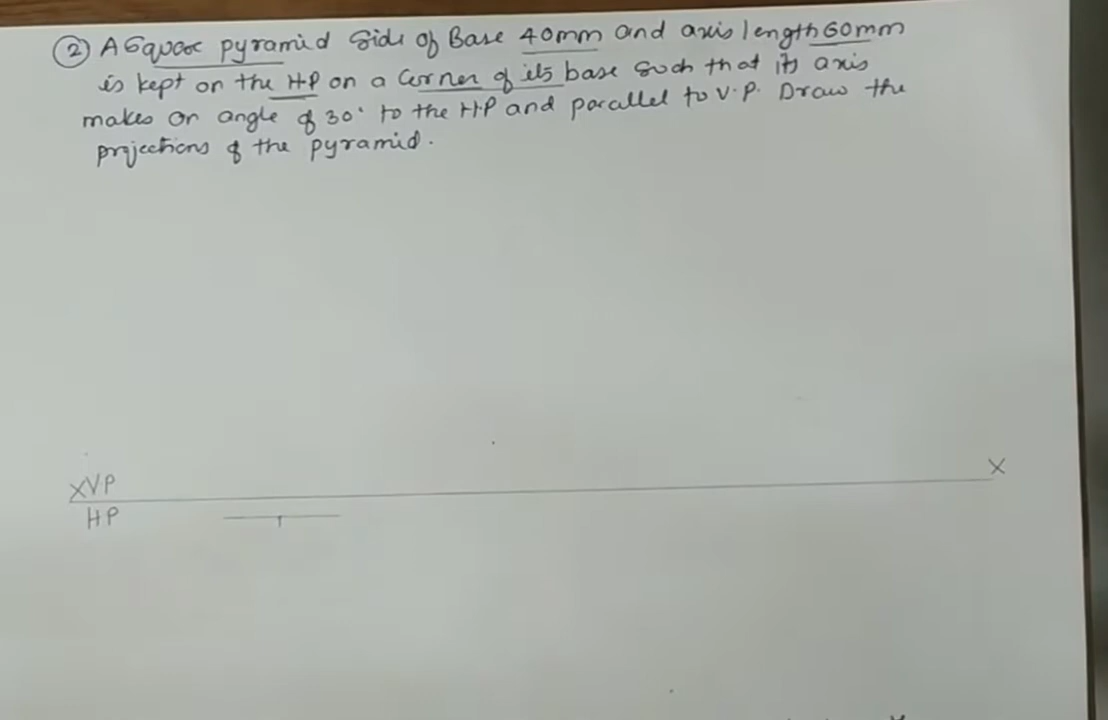 ② A Square pyramid Side of Base 40mm and axis length 60mm
is kept on the HP on a Corner of its base such that its axis
makes on angle of 30° to the HP and parallel to V.P. Draw the
projections of the pyramid.
X VP X
HP